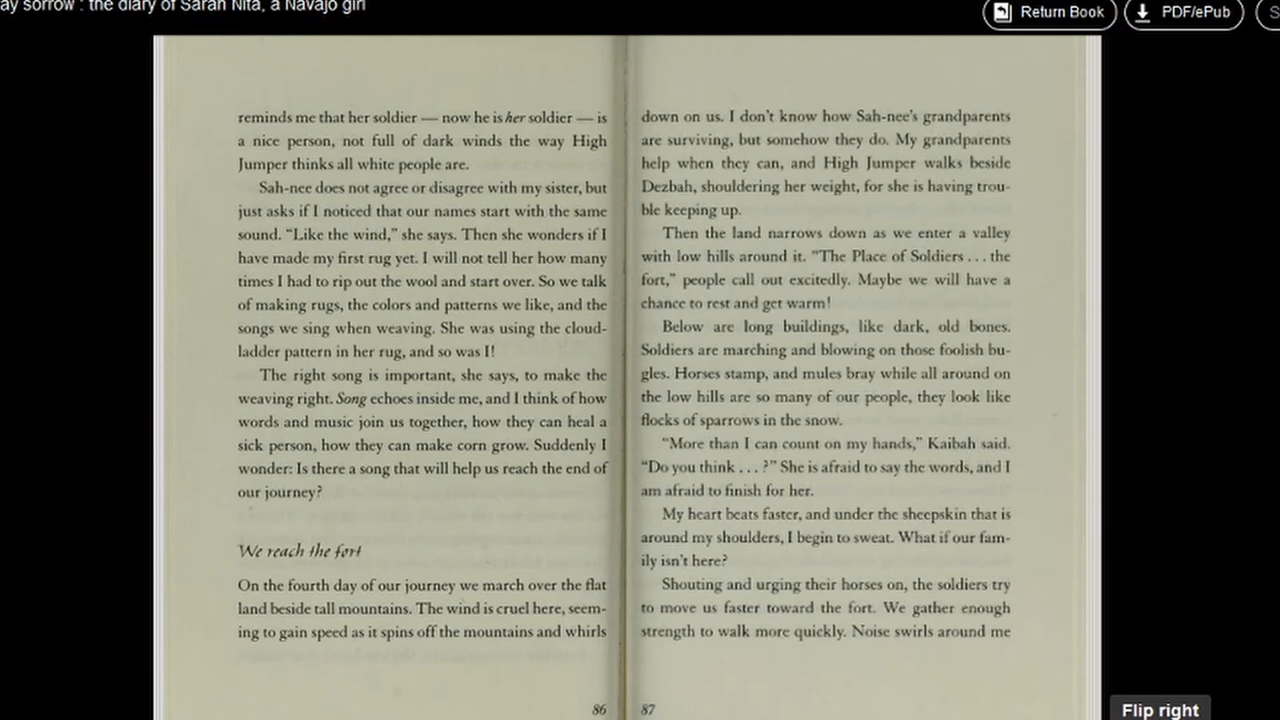 ay sorrow : the diary of Sarah Nita, a Navajo girl
Return Book
PDF/ePub
reminds me that her soldier — now he is her soldier — is
a nice person, not full of dark winds the way High
Jumper thinks all white people are.
Sah-nee does not agree or disagree with my sister, but
just asks if I noticed that our names start with the same
sound. “Like the wind,” she says. Then she wonders if I
have made my first rug yet. I will not tell her how many
times I had to rip out the wool and start over. So we talk
of making rugs, the colors and patterns we like, and the
songs we sing when weaving. She was using the cloud-
ladder pattern in her rug, and so was I!
The right song is important, she says, to make the
weaving right. Song echoes inside me, and I think of how
words and music join us together, how they can heal a
sick person, how they can make corn grow. Suddenly I
wonder: Is there a song that will help us reach the end of
our journey?
We reach the fort
On the fourth day of our journey we march over the flat
land beside tall mountains. The wind is cruel here, seem-
ing to gain speed as it spins off the mountains and whirls
86
down on us. I don’t know how Sah-nee’s grandparents
are surviving, but somehow they do. My grandparents
help when they can, and High Jumper walks beside
Dezbah, shouldering her weight, for she is having trou-
ble keeping up.
Then the land narrows down as we enter a valley
with low hills around it. “The Place of Soldiers . . . the
fort,” people call out excitedly. Maybe we will have a
chance to rest and get warm!
Below are long buildings, like dark, old bones.
Soldiers are marching and blowing on those foolish bu-
gles. Horses stamp, and mules bray while all around on
the low hills are so many of our people, they look like
flocks of sparrows in the snow.
“More than I can count on my hands,” Kaibah said.
“Do you think . . . ?” She is afraid to say the words, and I
am afraid to finish for her.
My heart beats faster, and under the sheepskin that is
around my shoulders, I begin to sweat. What if our fam-
ily isn’t here?
Shouting and urging their horses on, the soldiers try
to move us faster toward the fort. We gather enough
strength to walk more quickly. Noise swirls around me
87
Flip right